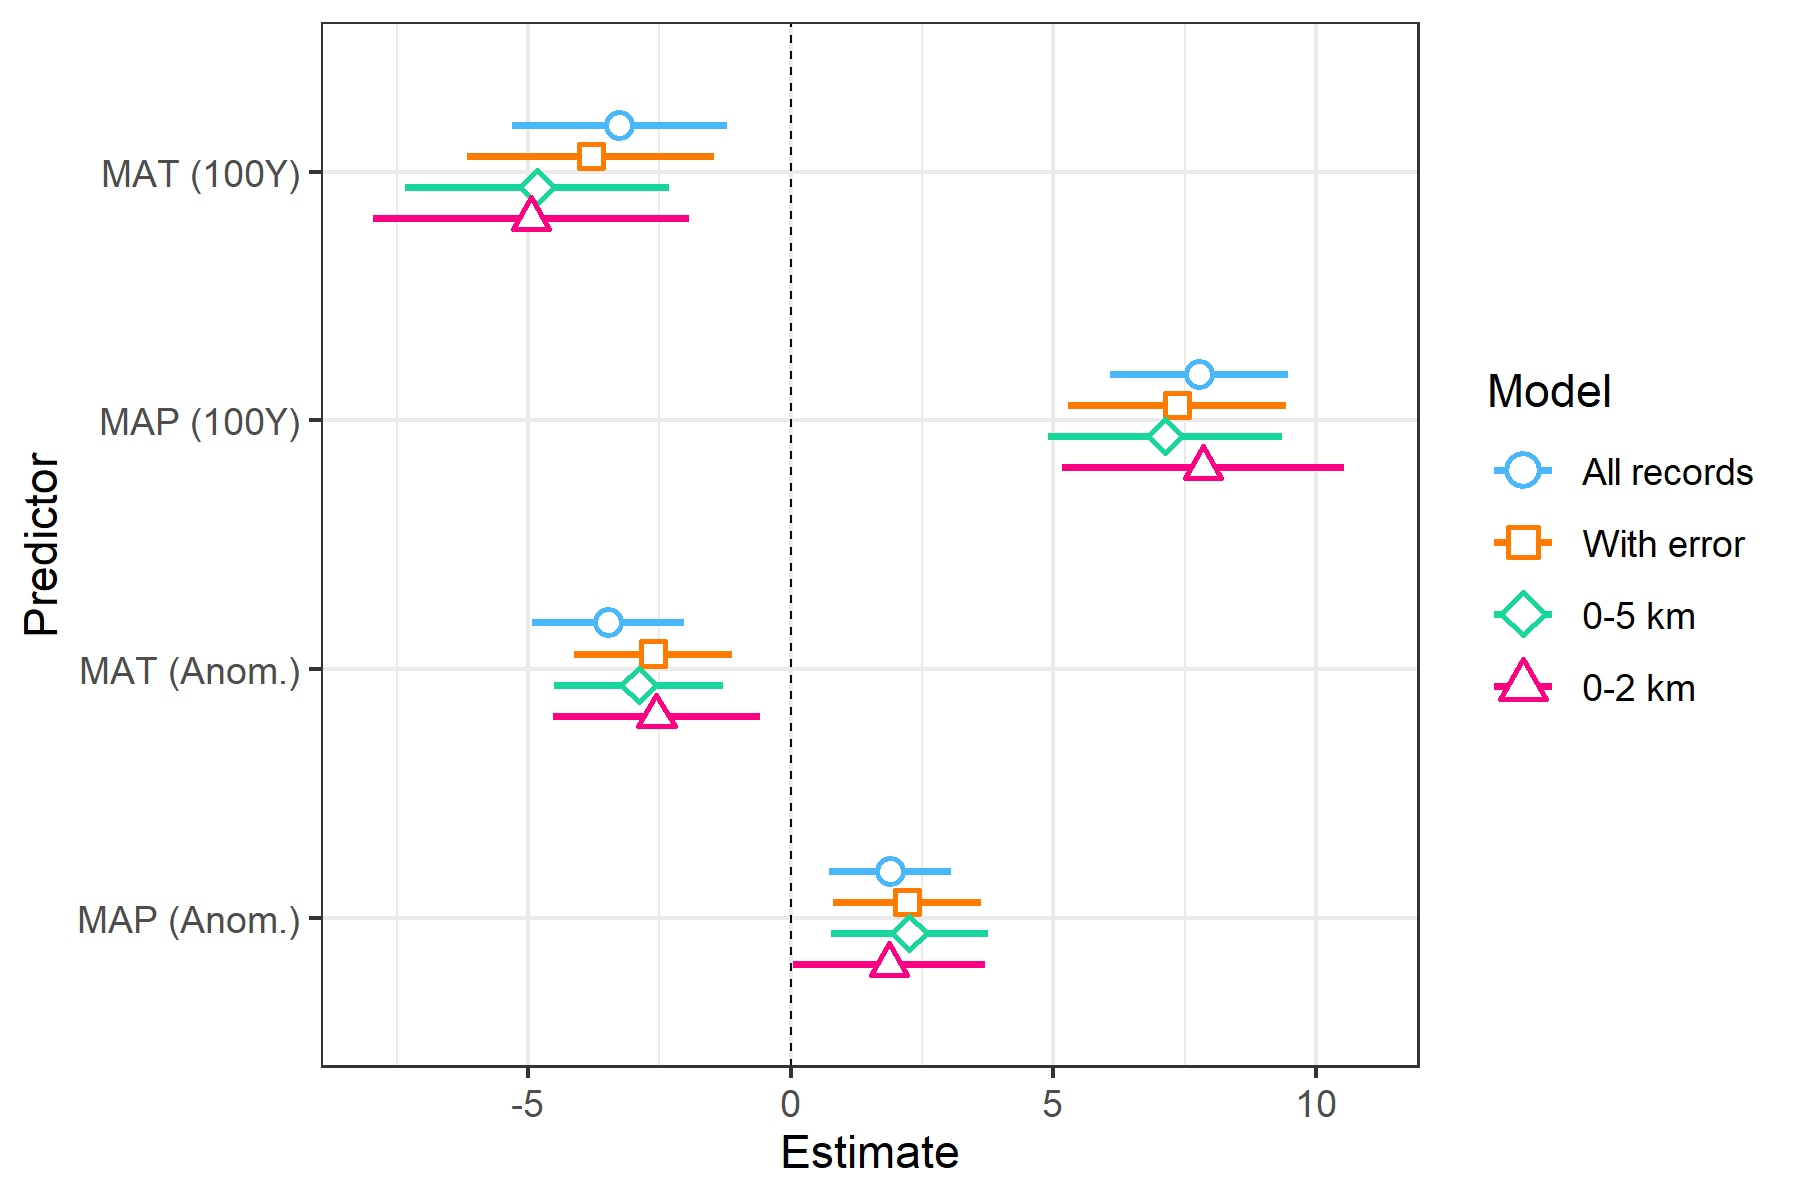 MAT (100Y)
MAP (100Y)
MAT (Anom.)
MAP (Anom.)
Predictor
-5
0
5
10
Estimate
Model
All records
With error
0-5 km
0-2 km